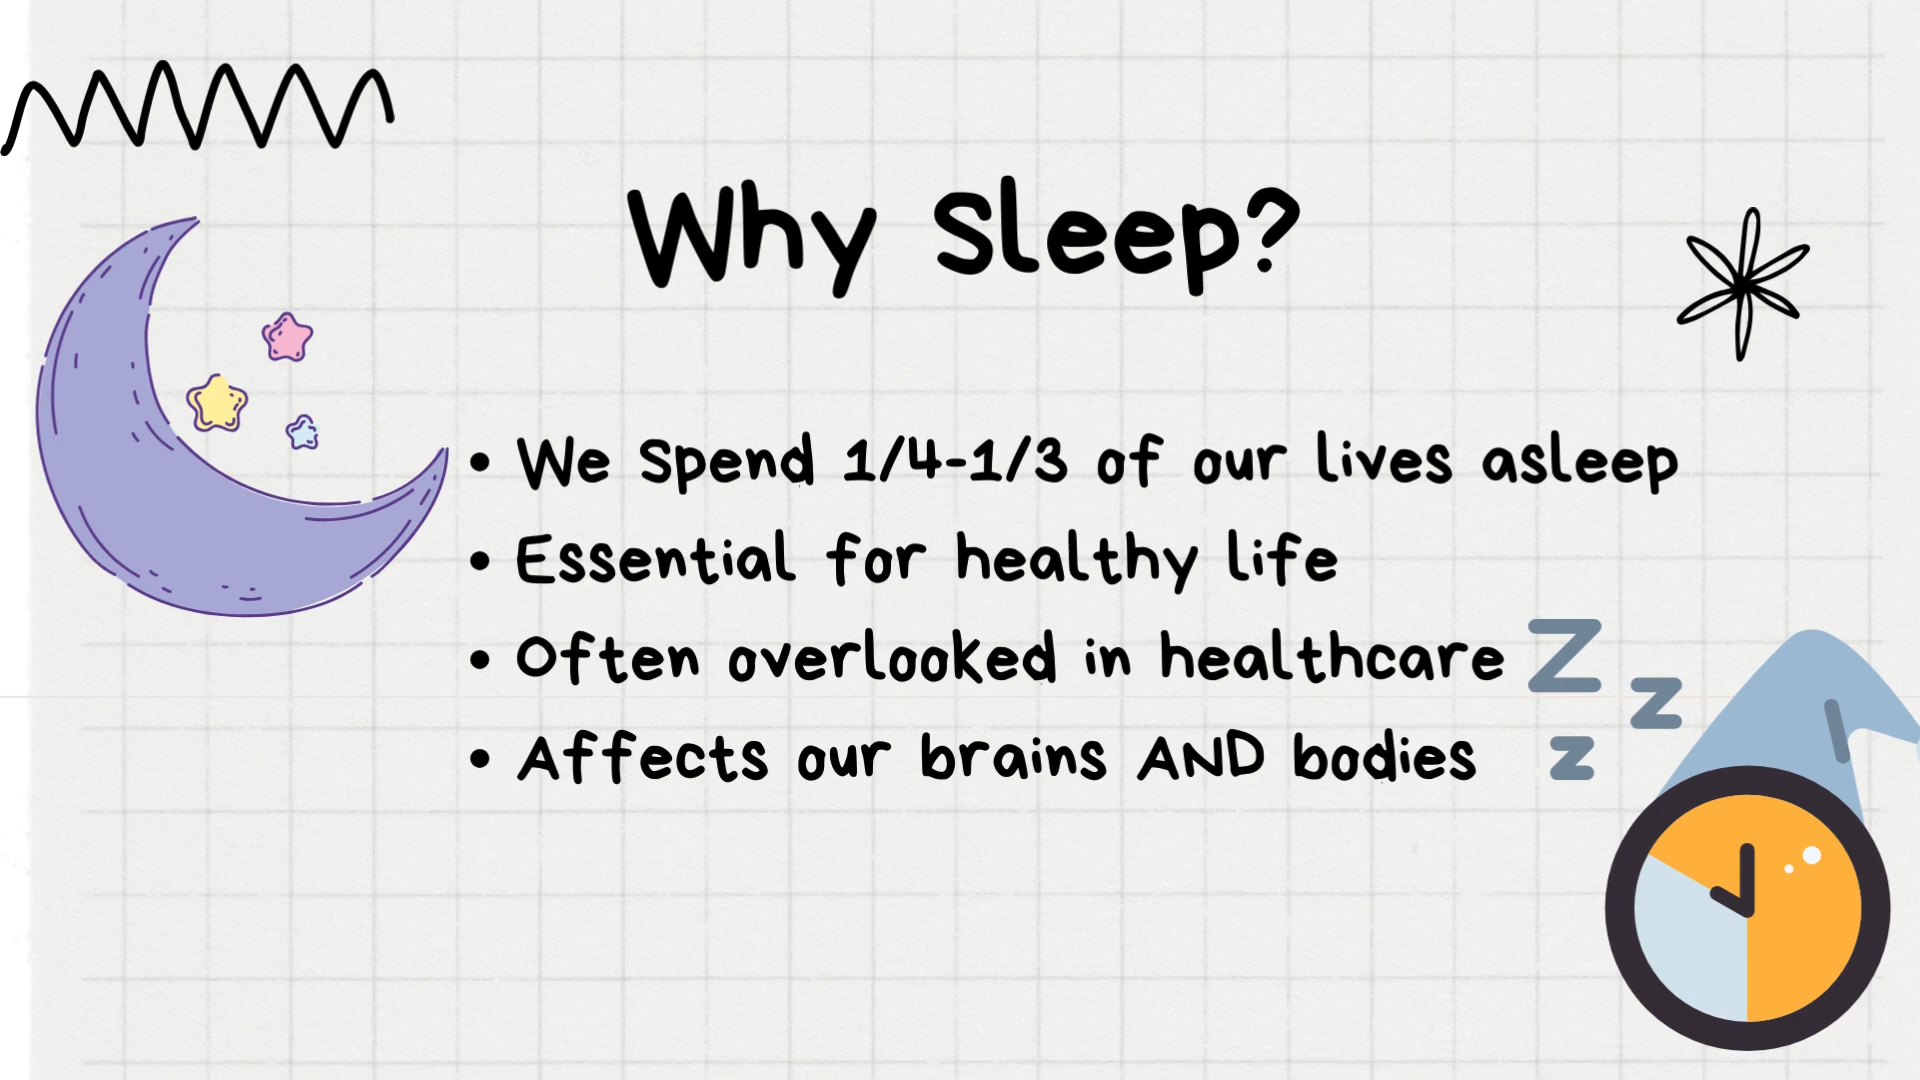 Why Sleep?
• We Spend 1/4-1/3 of our lives asleep
• Essential for healthy life
• Often overlooked in healthcare
• Affects our brains AND bodies
Z
z
z